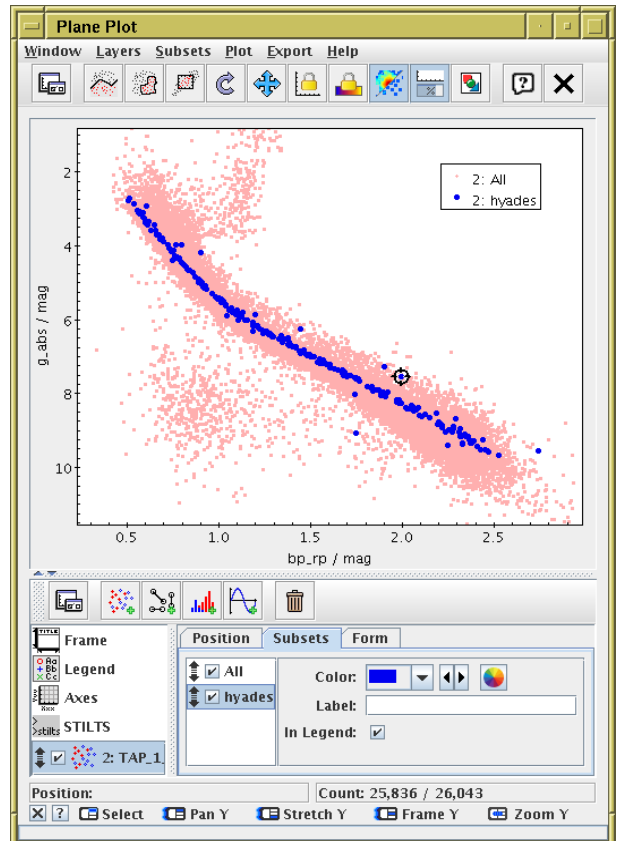 Plane Plot
Window Layers Subsets Plot Export Help
2: All
2: hyades
2
4
6
8
10
g_abs / mag
0.5 1.0 1.5 2.0 2.5
bp_rp / mag
Frame
Legend
Axes
STILTS
2: TAP_1_
Position Subsets Form
All
hyades
Color:
Label:
In Legend:
Position:
Count: 25,836 / 26,043
Select Pan Y Stretch Y Frame Y Zoom Y